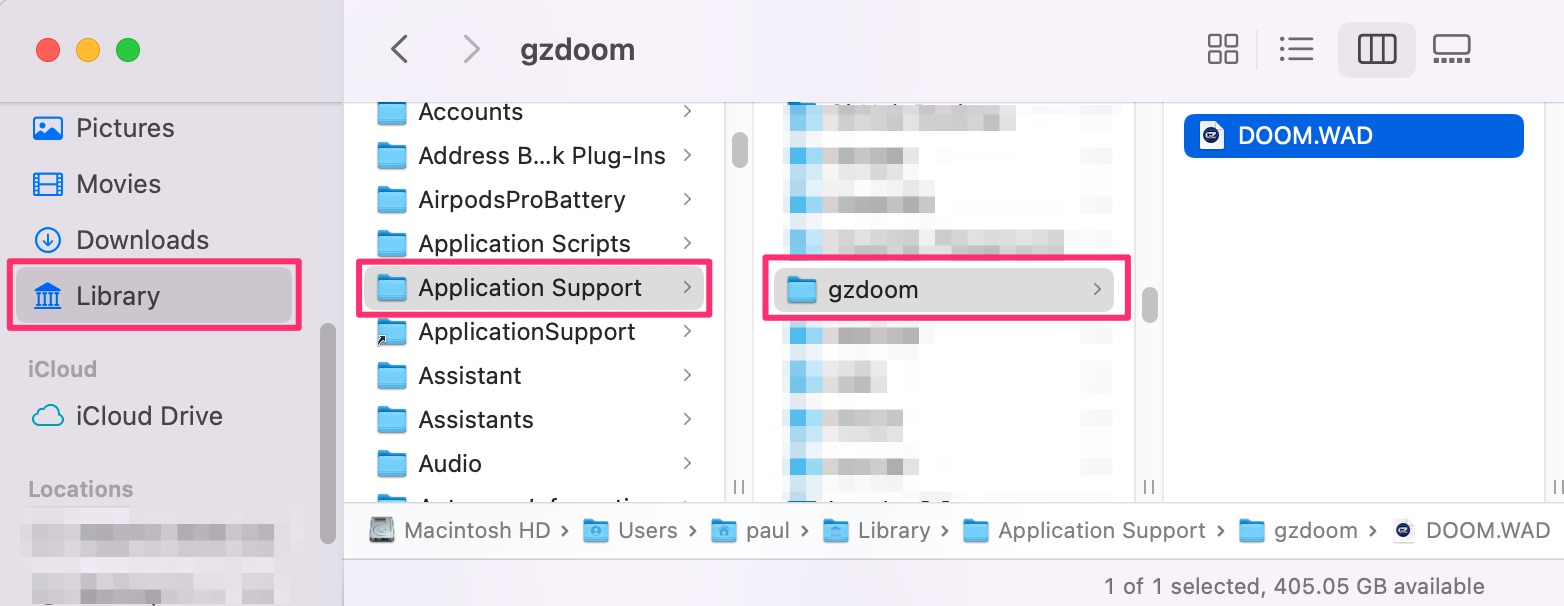 gzdoom
Pictures
Movies
Downloads
Library
iCloud
iCloud Drive
Locations
Accounts
Address B...k Plug-Ins
AirpodsProBattery
Application Scripts
Application Support
ApplicationSupport
Assistant
Assistants
Audio
gzdoom
DOOM.WAD
Macintosh HD › Users › paul › Library › Application Support › gzdoom › DOOM.WAD
1 of 1 selected, 405.05 GB available